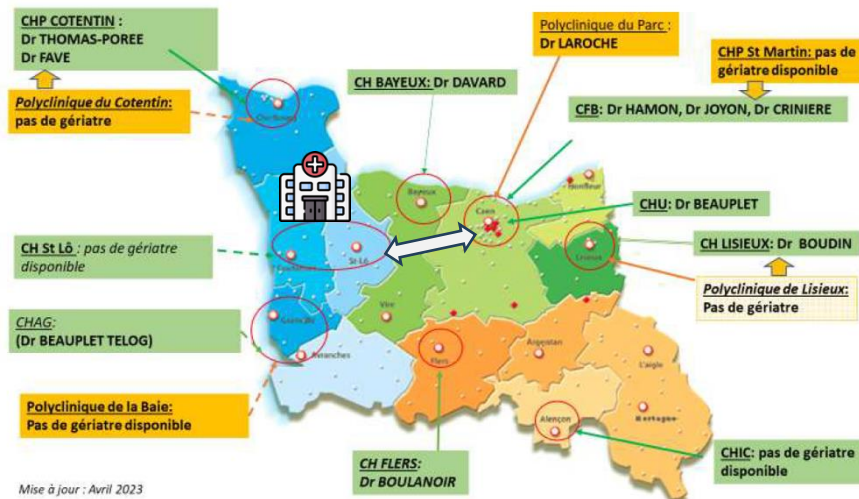 CHP COTENTIN :
Dr THOMAS-POREE
Dr FAVE
Polyclinique du Cotentin:
pas de gériatre
CH BAYEUX: Dr DAVARD
Polyclinique du Parc :
Dr LAROCHE
CHP St Martin: pas de
gériatre disponible
CFB: Dr HAMON, Dr JOYON, Dr CRINIERE
CHU: Dr BEAUPLET
CH LISIEUX: Dr BOUDIN
Polyclinique de Lisieux:
Pas de gériatre
CH St Lô : pas de gériatre
disponible
CHAG:
(Dr BEAUPLET TELOG)
Polyclinique de la Baie:
Pas de gériatre disponible
CH FLERS:
Dr BOULANOIR
CHIC: pas de gériatre
disponible
Cherbourg
Bayeux
Caen
Honfleur
Lisieux
Coutances
St-Lô
Granville
Vire
Avranches
Flers
Argentan
L'aigle
Alençon
Mortagne
Mise à jour : Avril 2023